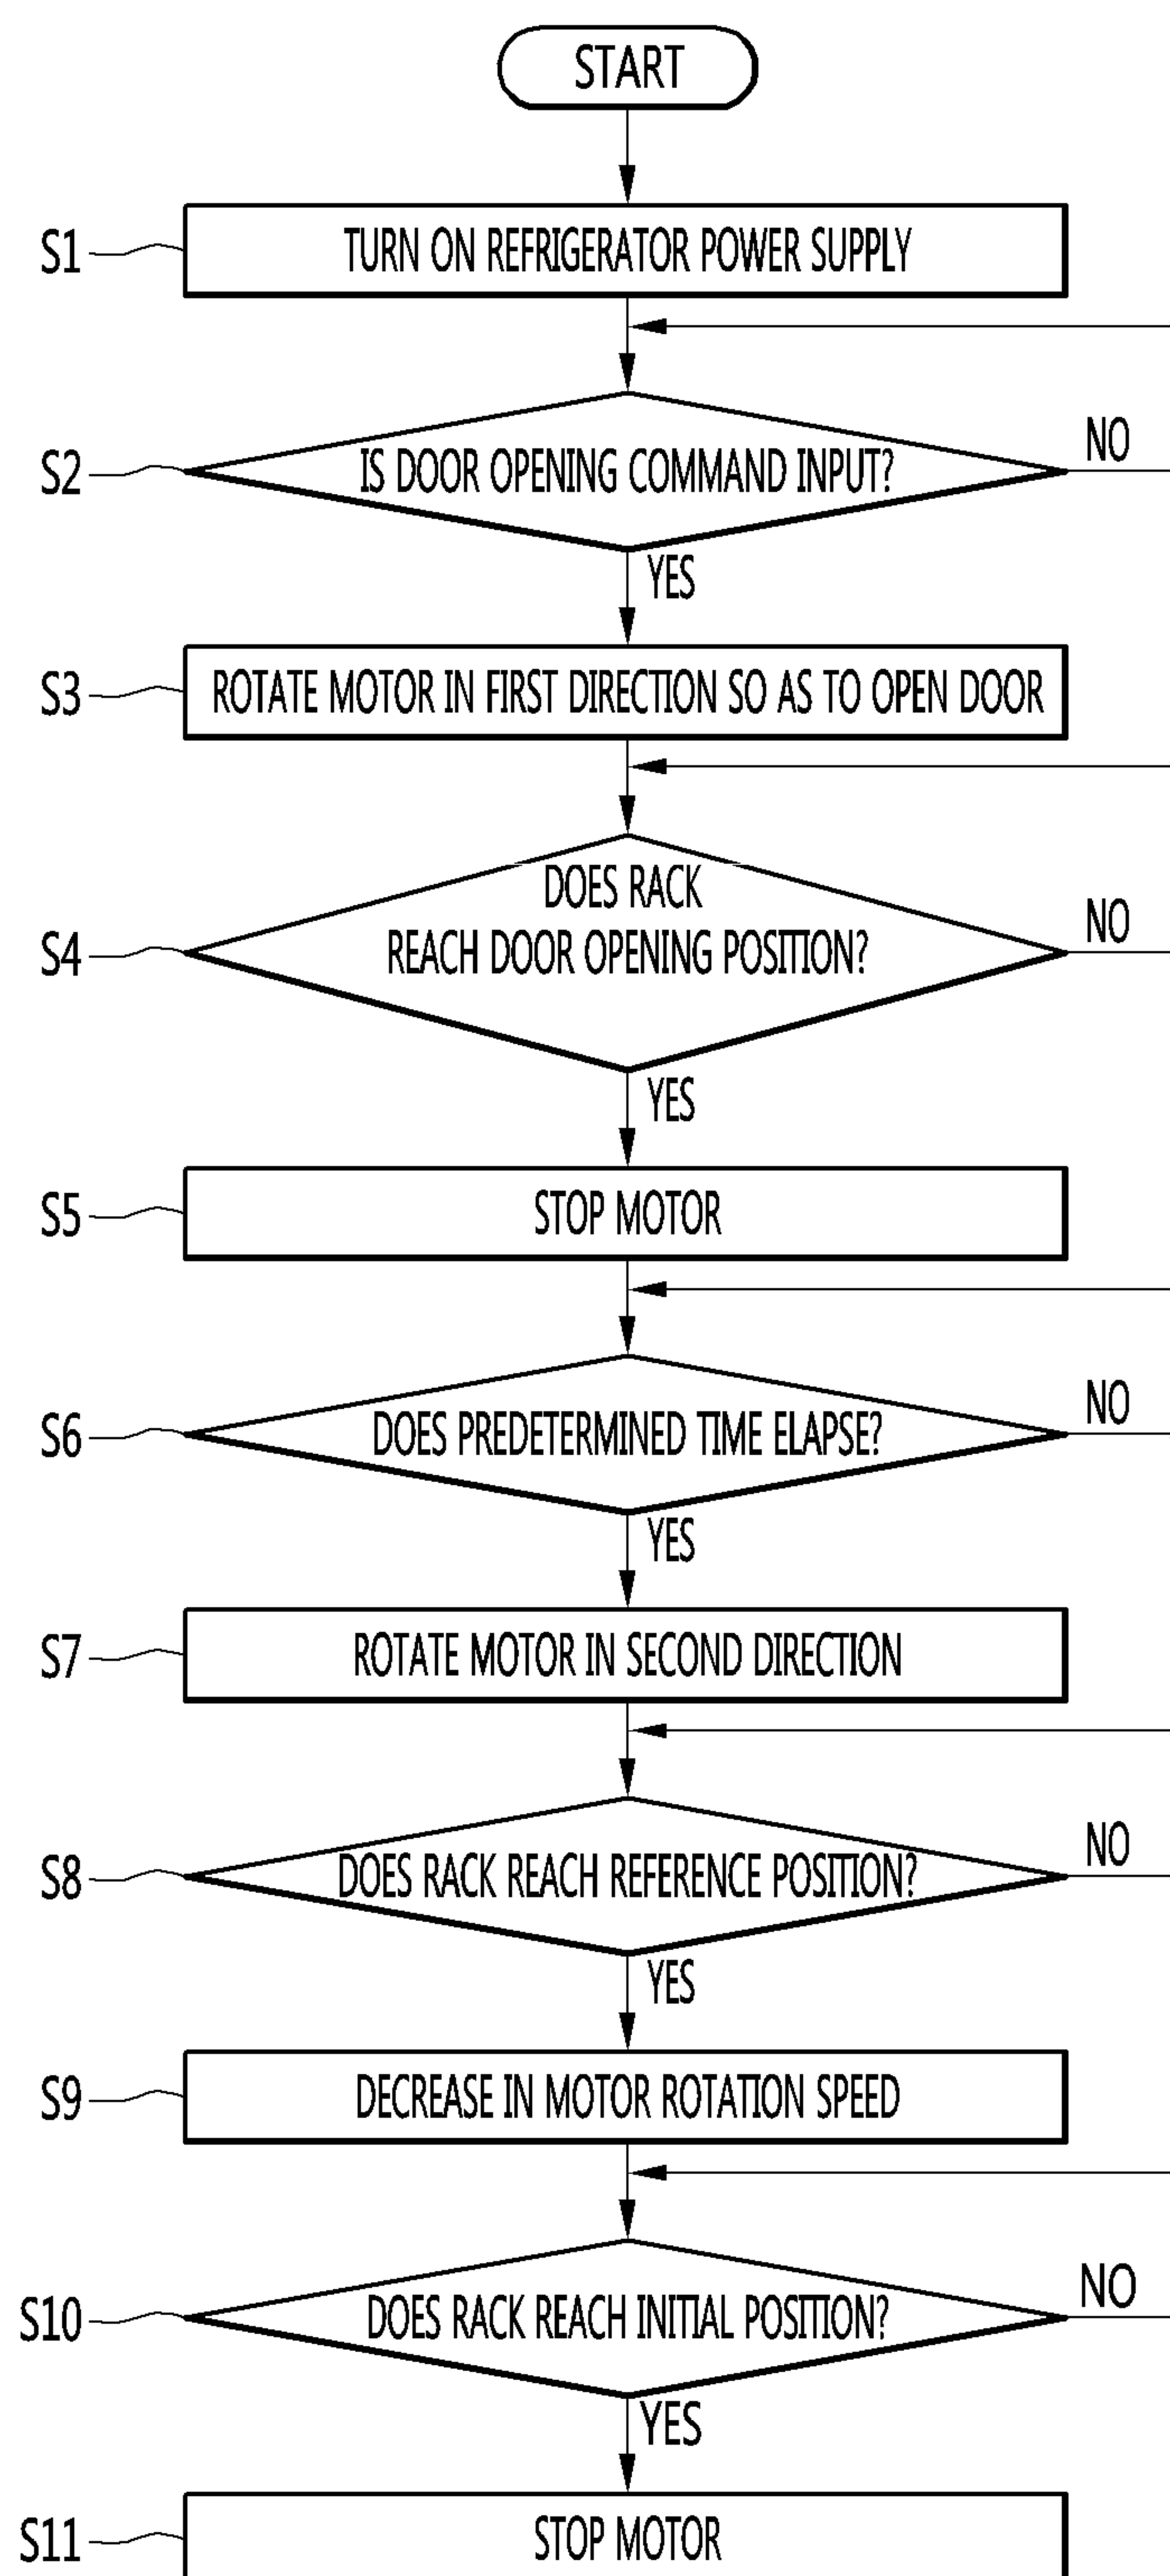 START
S1
TURN ON REFRIGERATOR POWER SUPPLY
S2
IS DOOR OPENING COMMAND INPUT?
NO
YES
S3
ROTATE MOTOR IN FIRST DIRECTION SO AS TO OPEN DOOR
S4
DOES RACK
REACH DOOR OPENING POSITION?
NO
YES
S5
STOP MOTOR
S6
DOES PREDETERMINED TIME ELAPSE?
NO
YES
S7
ROTATE MOTOR IN SECOND DIRECTION
S8
DOES RACK REACH REFERENCE POSITION?
NO
YES
S9
DECREASE IN MOTOR ROTATION SPEED
S10
DOES RACK REACH INITIAL POSITION?
NO
YES
S11
STOP MOTOR